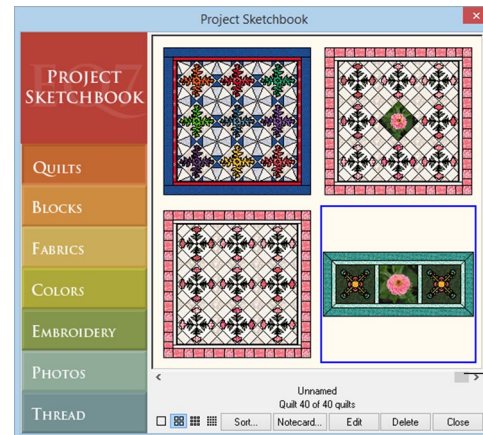 Project Sketchbook
PROJECT
SKETCHBOOK
QUILTS
BLOCKS
FABRICS
COLORS
EMBROIDERY
PHOTOS
THREAD
Unnamed
Quilt 40 of 40 quilts
Sort...
Notecard...
Edit
Delete
Close